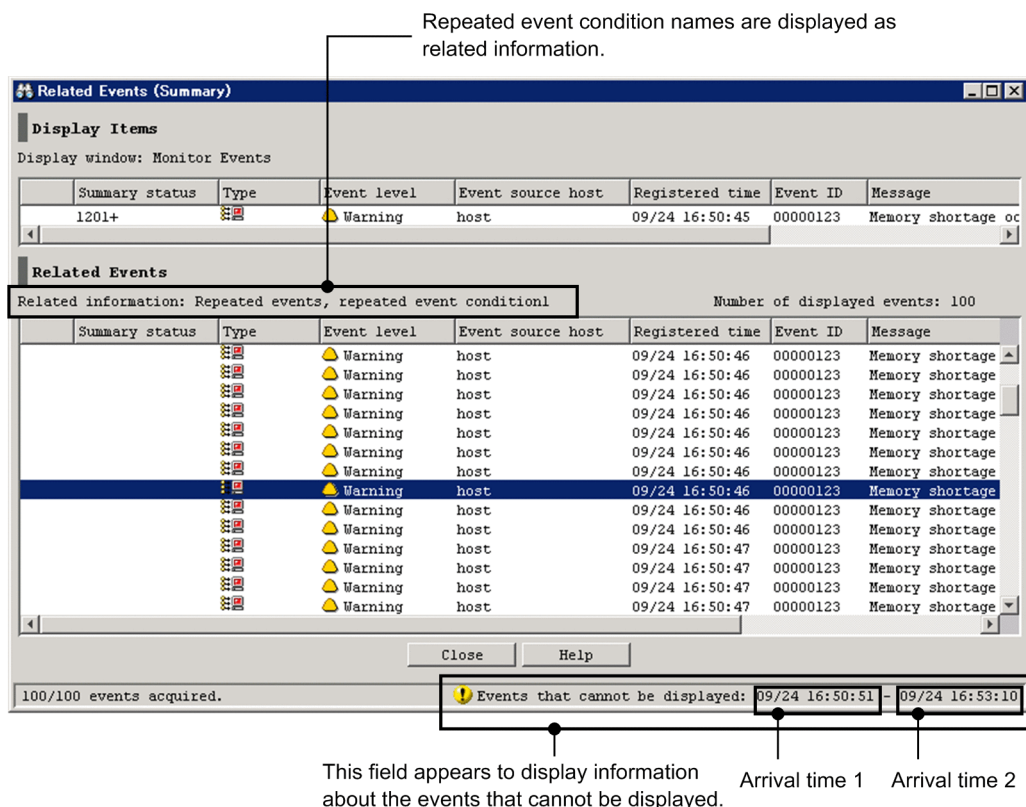 Repeated event condition names are displayed as
related information.
Related Events (Summary)
Display Items
Display window: Monitor Events
Summary status Type Event level Event source host Registered time Event ID Message
1201+ Warning host 09/24 16:50:45 00000123 Memory shortage oc
Related Events
Related information: Repeated events, repeated event condition1 Number of displayed events: 100
Summary status Type Event level Event source host Registered time Event ID Message
Warning host 09/24 16:50:46 00000123 Memory shortage
Warning host 09/24 16:50:46 00000123 Memory shortage
Warning host 09/24 16:50:46 00000123 Memory shortage
Warning host 09/24 16:50:46 00000123 Memory shortage
Warning host 09/24 16:50:46 00000123 Memory shortage
Warning host 09/24 16:50:46 00000123 Memory shortage
Warning host 09/24 16:50:46 00000123 Memory shortage
Warning host 09/24 16:50:46 00000123 Memory shortage
Warning host 09/24 16:50:46 00000123 Memory shortage
Warning host 09/24 16:50:46 00000123 Memory shortage
Warning host 09/24 16:50:47 00000123 Memory shortage
Warning host 09/24 16:50:47 00000123 Memory shortage
Warning host 09/24 16:50:47 00000123 Memory shortage
Warning host 09/24 16:50:47 00000123 Memory shortage
Close Help
100/100 events acquired. Events that cannot be displayed: 09/24 16:50:51 - 09/24 16:53:10
This field appears to display information
about the events that cannot be displayed.
Arrival time 1 Arrival time 2